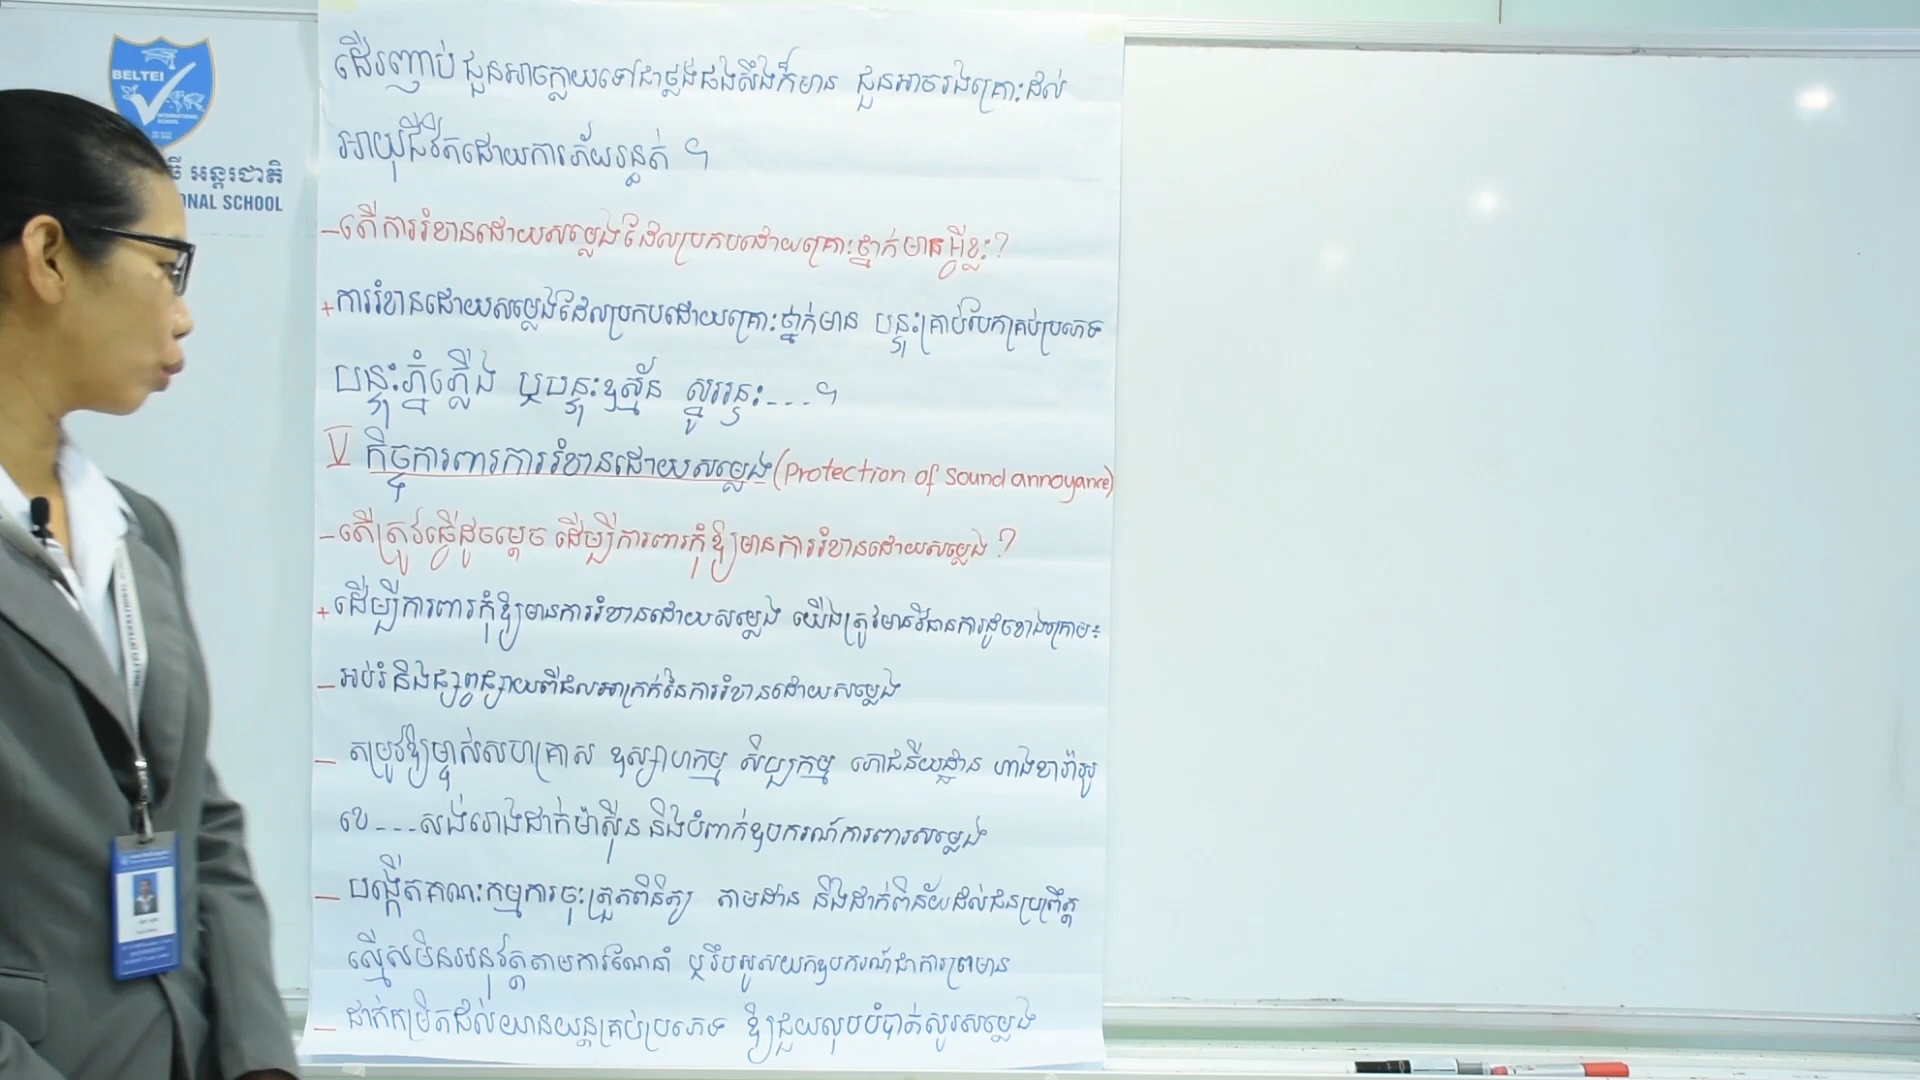 BELTEI
INTERNATIONAL
SCHOOL
ធី អន្តរជាតិ
ONAL SCHOOL
ដើរញាប់ ជួនអាចក្លាយទៅជាថ្លង់ផងសឹងក៏មាន ជួនអាចរងគ្រោះដល់
អាយុជីវិតដោយការភ័យរន្ធត់ ។
–តើការរំខានដោយសម្លេងដែលប្រកបដោយគ្រោះថ្នាក់មានអ្វីខ្លះ?
+ ការរំខានដោយសម្លេងដែលប្រកបដោយគ្រោះថ្នាក់មាន បន្ទុះគ្រាប់បែកគ្រប់ប្រភេទ
បន្ទុះភ្នំភ្លើង ឬបន្ទុះឧស្ម័ន ស្នូររន្ទះ---។
V កិច្ចការពារការរំខានដោយសម្លេង (Protection of Sound annoyance)
–តើត្រូវធ្វើដូចម្តេច ដើម្បីការពារកុំឱ្យមានការរំខានដោយសម្លេង ?
+ ដើម្បីការពារកុំឱ្យមានការរំខានដោយសម្លេង យើងត្រូវមានវិធានការដូចខាងក្រោម៖
– អប់រំ និងផ្សព្វផ្សាយពីផលអាក្រក់នៃការរំខានដោយសម្លេង
– តម្រូវឱ្យម្ចាស់សហគ្រាស ឧស្សាហកម្ម សិប្បកម្ម ភោជនីយដ្ឋាន ហាងខារ៉ាអូ
ខេ---សង់រោងដាក់ម៉ាស៊ីន និងបំពាក់ឧបករណ៍ការពារសម្លេង
– បង្កើតគណៈកម្មការចុះត្រួតពិនិត្យ តាមដាន និងដាក់ពិន័យដល់ជនប្រព្រឹត្ត
ល្មើសមិនអនុវត្តតាមការណែនាំ ឬរឹបអូសយកឧបករណ៍ជាការព្រមាន
– ដាក់កម្រិតដល់យានយន្តគ្រប់ប្រភេទ ឱ្យជួយលុបបំបាត់សូរសម្លេង